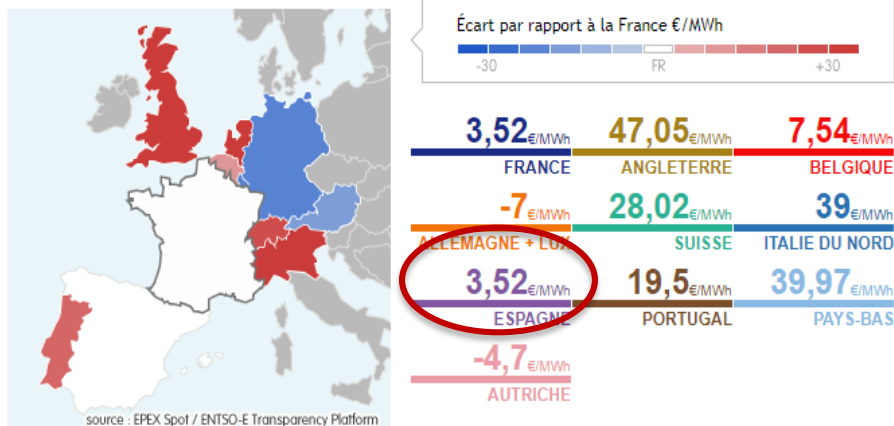 Écart par rapport à la France €/MWh
-30 FR +30
3,52€/MWh 47,05€/MWh 7,54€/MWh
FRANCE ANGLETERRE BELGIQUE
-7€/MWh 28,02€/MWh 39€/MWh
ALLEMAGNE + LUX SUISSE ITALIE DU NORD
3,52€/MWh 19,5€/MWh 39,97€/MWh
ESPAGNE PORTUGAL PAYS-BAS
-4,7€/MWh
AUTRICHE
source : EPEX Spot / ENTSO-E Transparency Platform